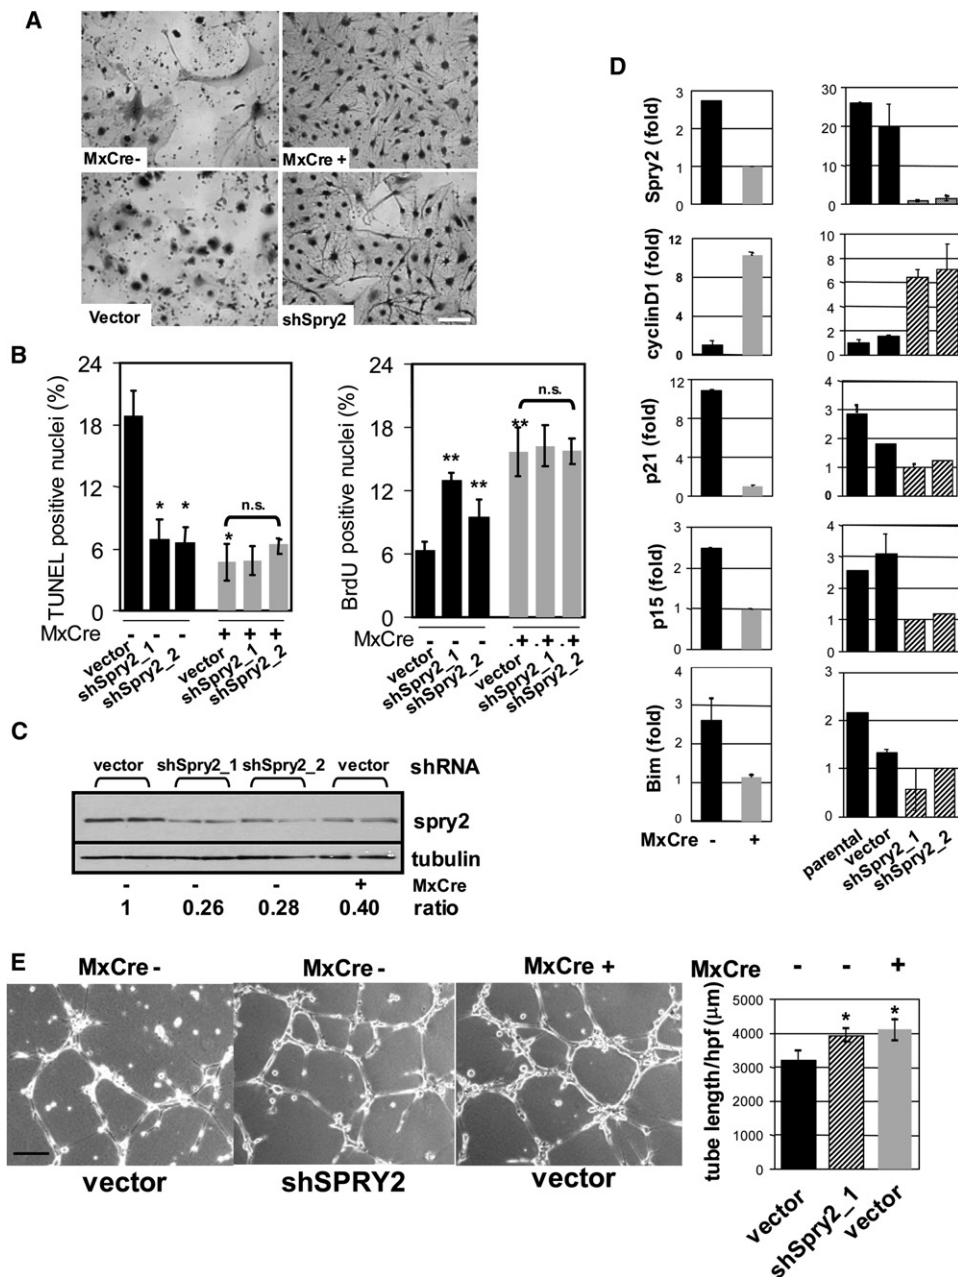 A
MxCre-
-
MxCre +
Vector
shSpry2
B
TUNEL positive nuclei (%)
24
18
12
6
0
* *
*
n.s.
MxCre - - - + + +
vector
shSpry2_1
shSpry2_2
vector
shSpry2_1
shSpry2_2
BrdU positive nuclei (%)
24
18
12
6
0
**
**
**
n.s.
MxCre - - - .+ .+ .+
vector
shSpry2_1
shSpry2_2
vector
shSpry2_1
shSpry2_2
C
vector shSpry2_1 shSpry2_2 vector shRNA
spry2
tubulin
- - - + MxCre
1 0.26 0.28 0.40 ratio
D
Spry2 (fold)
3
2
1
0
30
20
10
0
cyclinD1 (fold)
12
8
4
0
10
8
6
4
2
0
p21 (fold)
12
8
4
0
4
3
2
1
0
p15 (fold)
3
2
1
0
4
3
2
1
0
Bim (fold)
4
3
2
1
0
3
2
1
0
MxCre - +
parental
vector
shSpry2_1
shSpry2_2
E
MxCre - MxCre - MxCre +
vector shSPRY2 vector
MxCre - - +
tube length/hpf (μm)
5000
4000
3000
2000
1000
0
* *
vector
shSpry2_1
vector